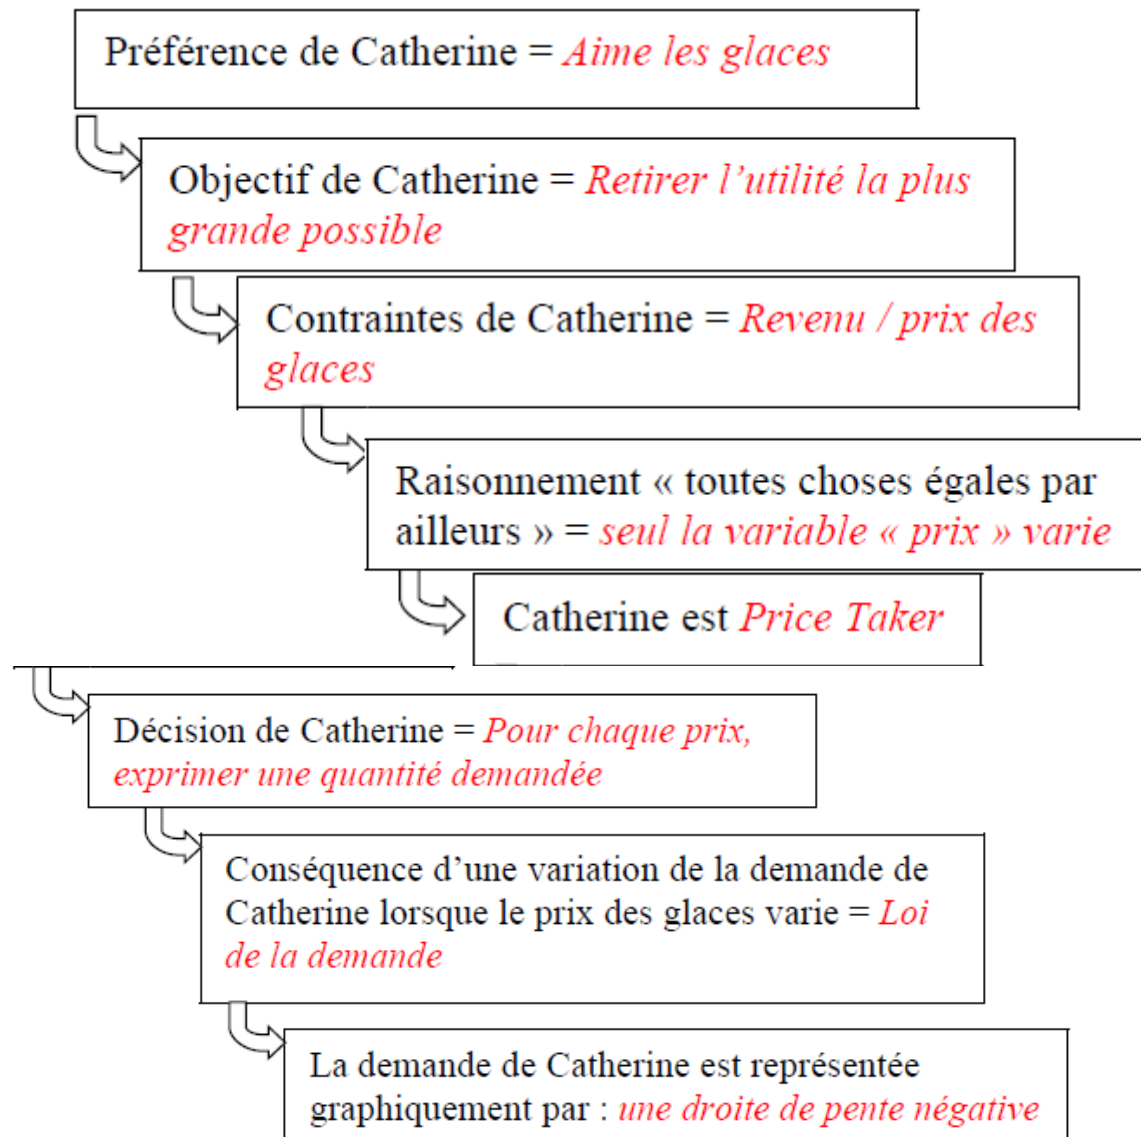 Préférence de Catherine = Aime les glaces
Objectif de Catherine = Retirer l’utilité la plus
grande possible
Contraintes de Catherine = Revenu / prix des
glaces
Raisonnement « toutes choses égales par
ailleurs » = seul la variable « prix » varie
Catherine est Price Taker
Décision de Catherine = Pour chaque prix,
exprimer une quantité demandée
Conséquence d’une variation de la demande de
Catherine lorsque le prix des glaces varie = Loi
de la demande
La demande de Catherine est représentée
graphiquement par : une droite de pente négative